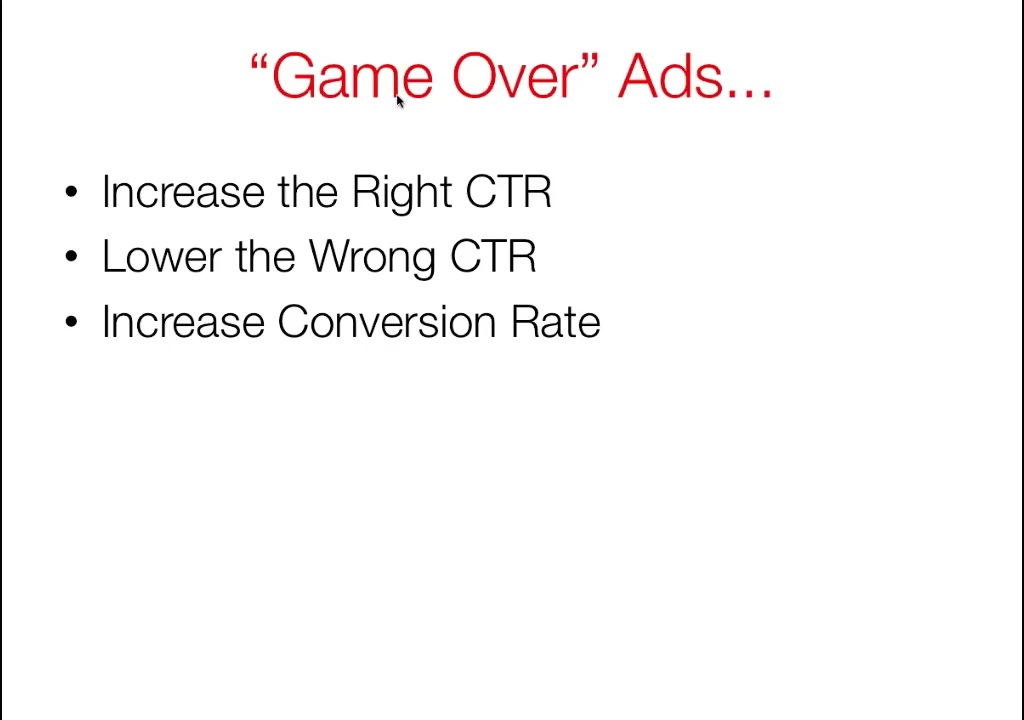 “Game Over” Ads...
• Increase the Right CTR
• Lower the Wrong CTR
• Increase Conversion Rate